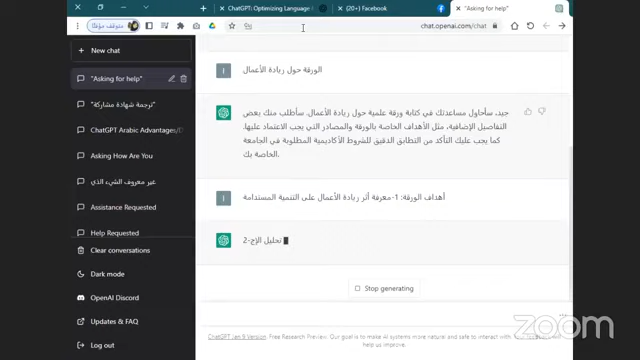 ChatGPT: Optimizing Language
(20+) Facebook
"Asking for help"
متوقف مؤقتًا
chat.openai.com/chat
New chat
"Asking for help"
"ترجمة شهادة مشاركة"
ChatGPT Arabic Advantages/D
Asking How Are You
غير معروف الشيء الذي
Assistance Requested
Help Requested
Clear conversations
Dark mode
OpenAI Discord
Updates & FAQ
Log out
الورقة حول ريادة الأعمال
جيد، سأحاول مساعدتك في كتابة ورقة علمية حول ريادة الأعمال. سأطلب منك بعض
التفاصيل الإضافية، مثل الأهداف الخاصة بالورقة والمصادر التي يجب الاعتماد عليها.
كما يجب عليك التأكد من التطابق الدقيق للشروط الأكاديمية المطلوبة في الجامعة
الخاصة بك
أهداف الورقة: 1-معرفة أثر ريادة الأعمال على التنمية المستدامة
2-تحليل الإج
Stop generating
ChatGPT Jan 9 Version. Free Research Preview. Our goal is to make AI systems more natural and safe to interact with. Your
help us improve.
zoom